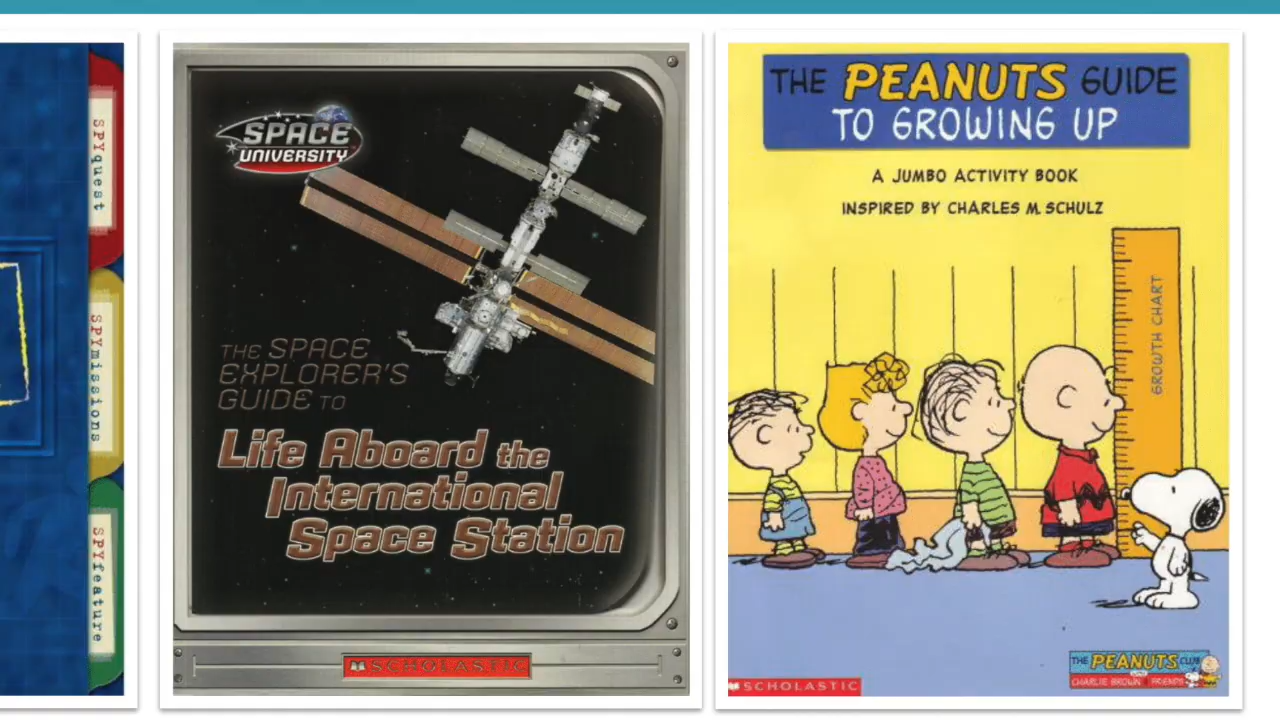 SPYquest
SPYmissions
SPYfeature
SPACE
UNIVERSITY
THE SPACE
EXPLORER'S
GUIDE TO
Life Aboard the
International
Space Station
SCHOLASTIC
THE PEANUTS GUIDE
TO GROWING UP
A JUMBO ACTIVITY BOOK
INSPIRED BY CHARLES M. SCHULZ
GROWTH CHART
SCHOLASTIC
THE PEANUTS CLUB
CHARLIE BROWN & FRIENDS